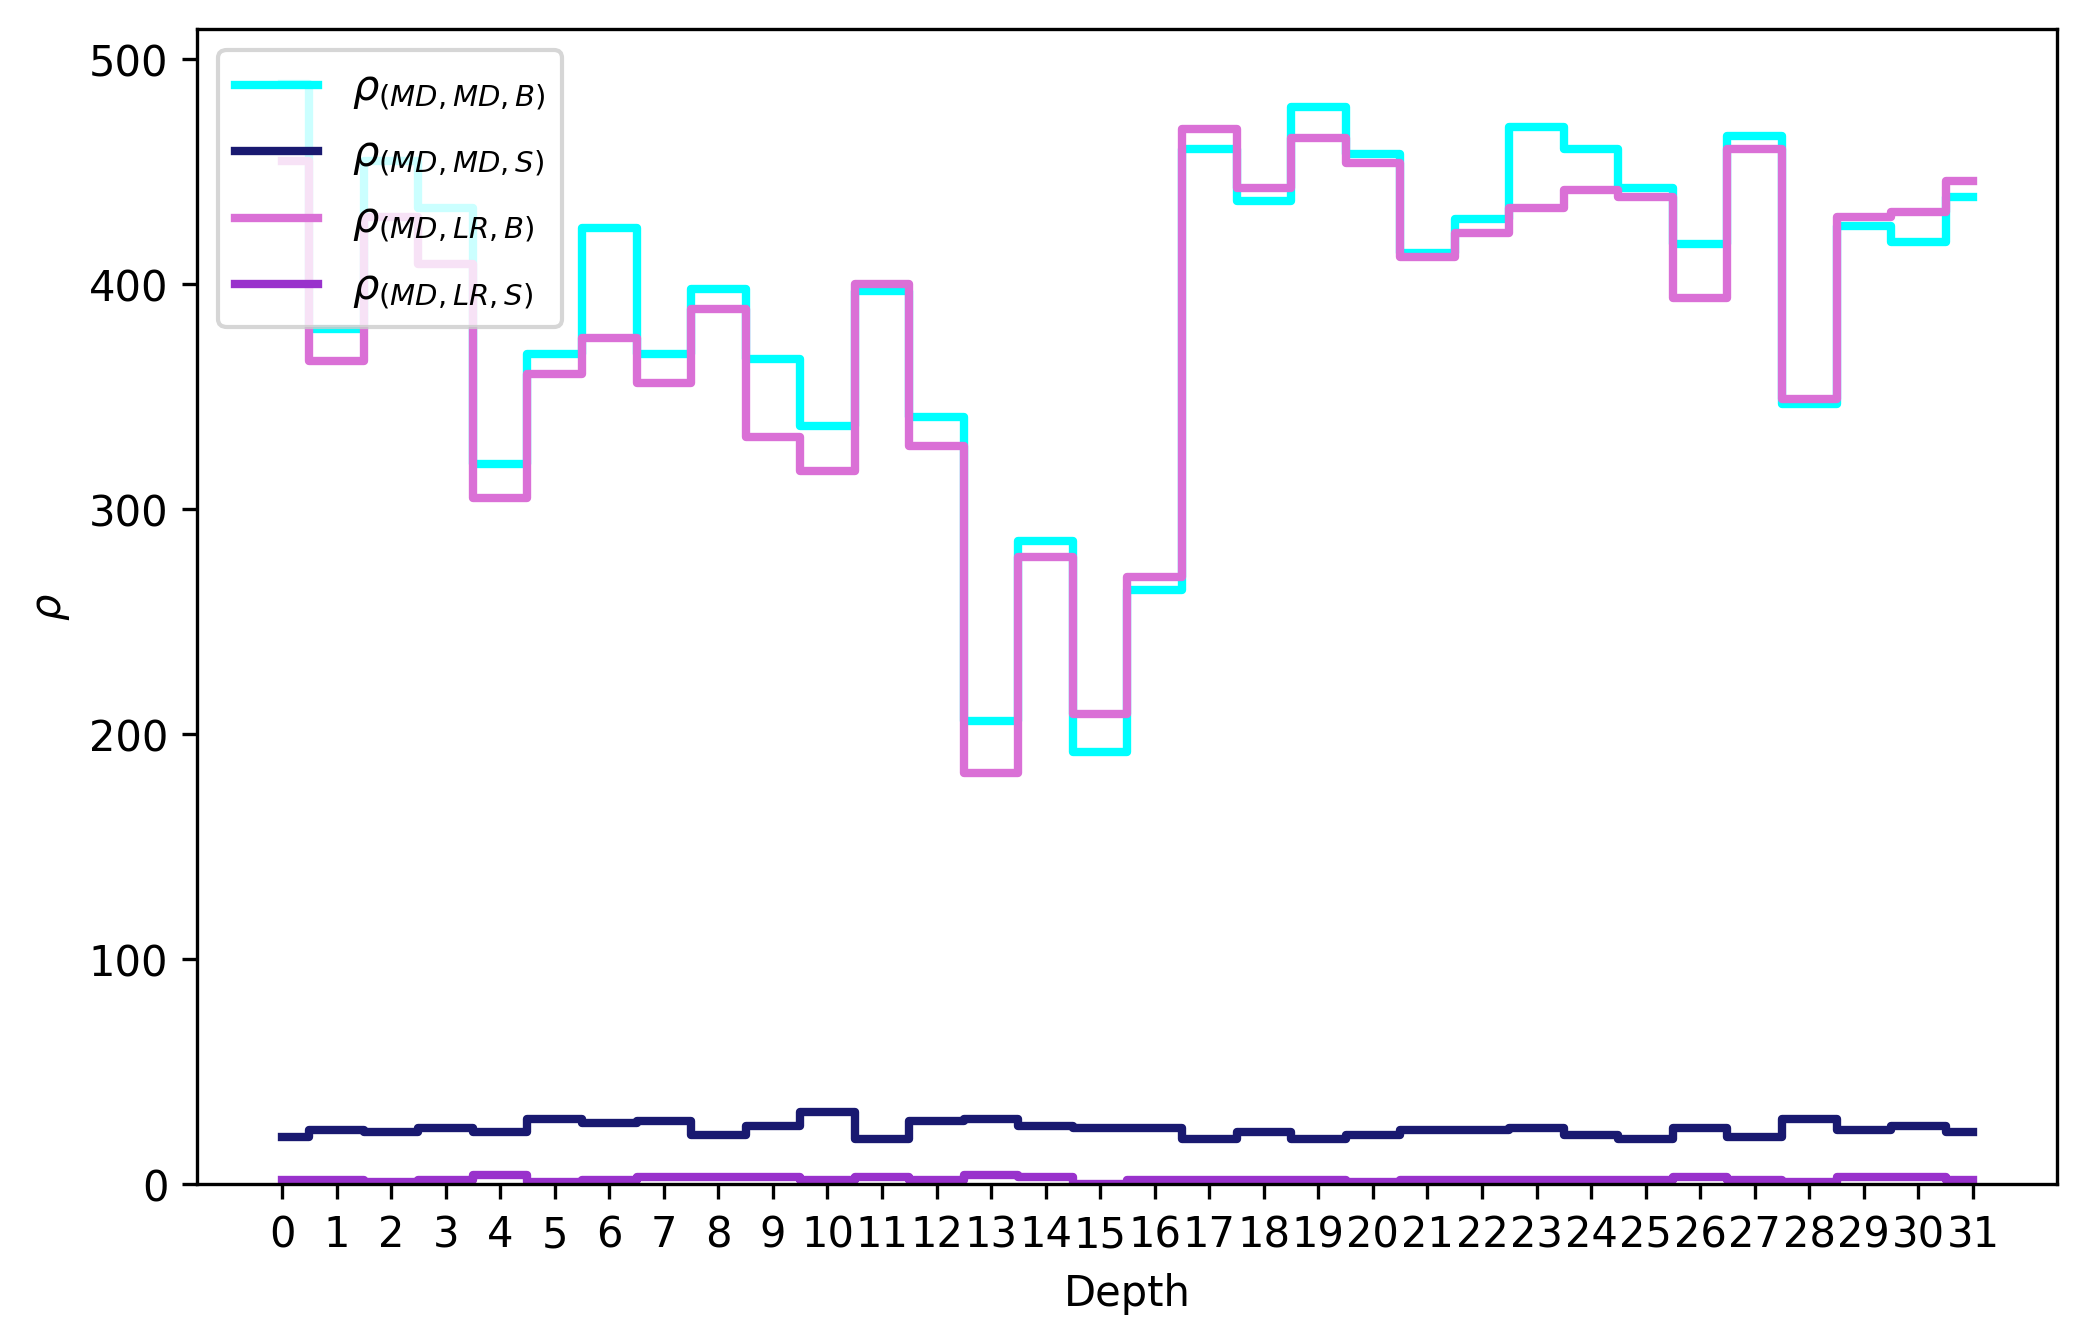 500
400
300
200
100
0
ρ
ρ(MD, MD, B)
ρ(MD, MD, S)
ρ(MD, LR, B)
ρ(MD, LR, S)
0 1 2 3 4 5 6 7 8 9 10 11 12 13 14 15 16 17 18 19 20 21 22 23 24 25 26 27 28 29 30 31
Depth